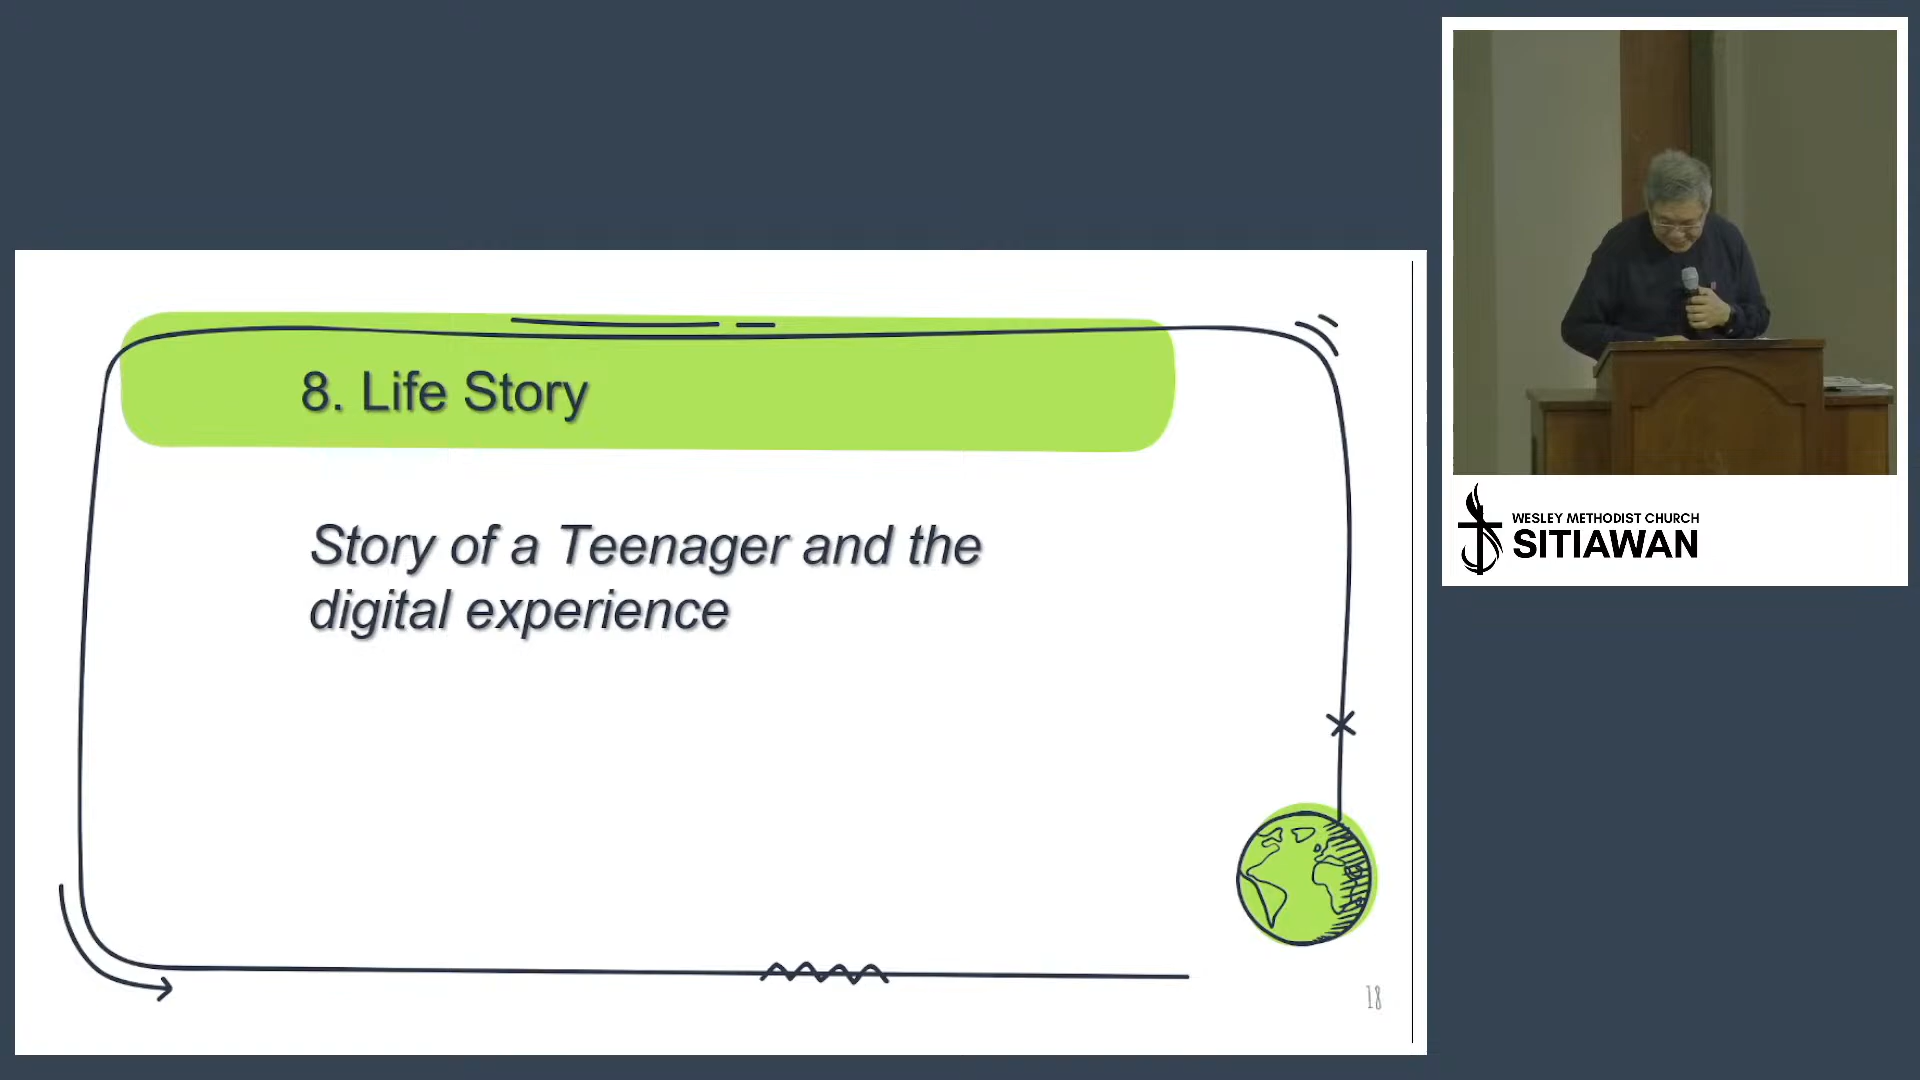 8. Life Story
Story of a Teenager and the
digital experience
18
WESLEY METHODIST CHURCH
SITIAWAN